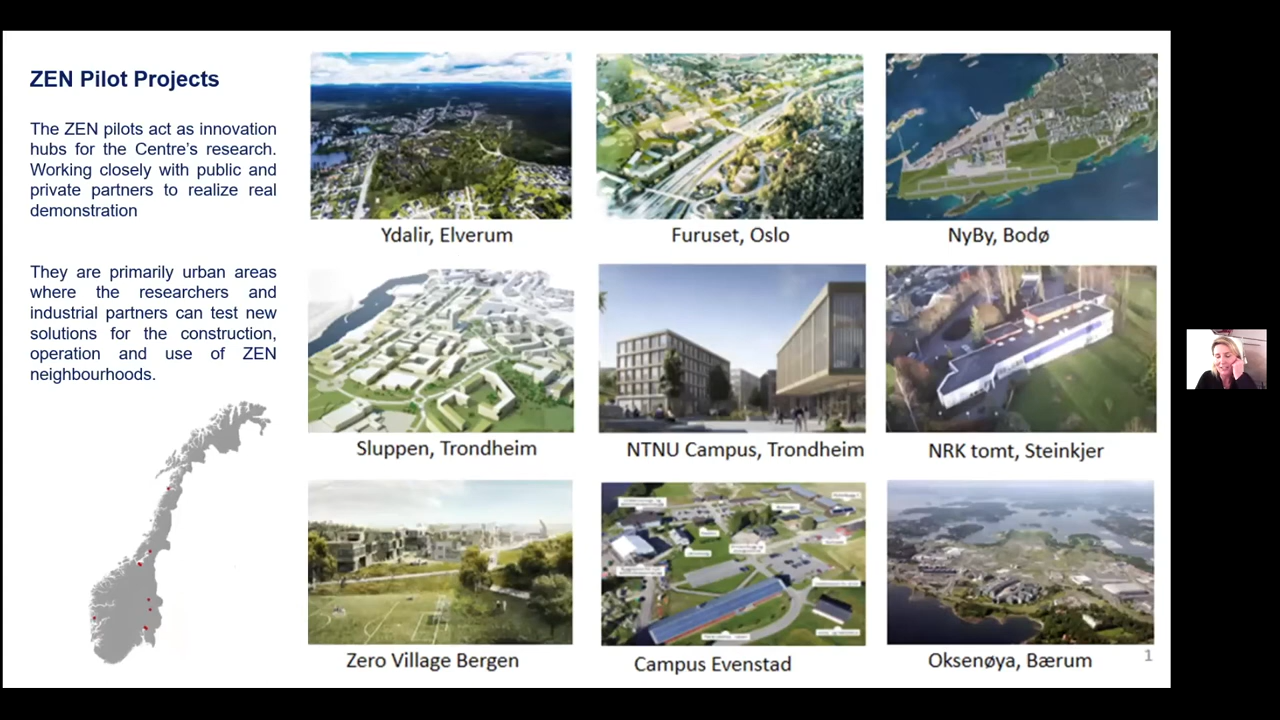 ZEN Pilot Projects
The ZEN pilots act as innovation
hubs for the Centre's research.
Working closely with public and
private partners to realize real
demonstration
They are primarily urban areas
where the researchers and
industrial partners can test new
solutions for the construction,
operation and use of ZEN
neighbourhoods.
Ydalir, Elverum
Furuset, Oslo
NyBy, Bodø
Sluppen, Trondheim
NTNU Campus, Trondheim
NRK tomt, Steinkjer
Zero Village Bergen
Campus Evenstad
Oksenøya, Bærum
1